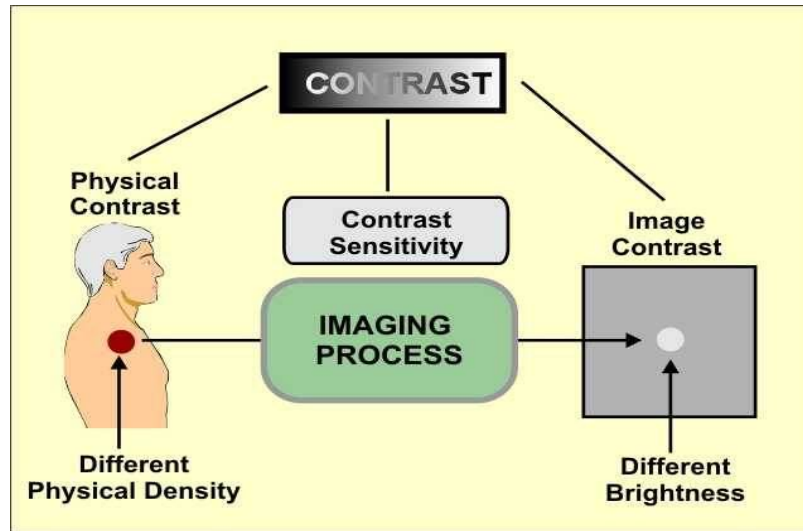 CONTRAST
Physical
Contrast
Contrast
Sensitivity
Image
Contrast
IMAGING
PROCESS
Different
Physical Density
Different
Brightness